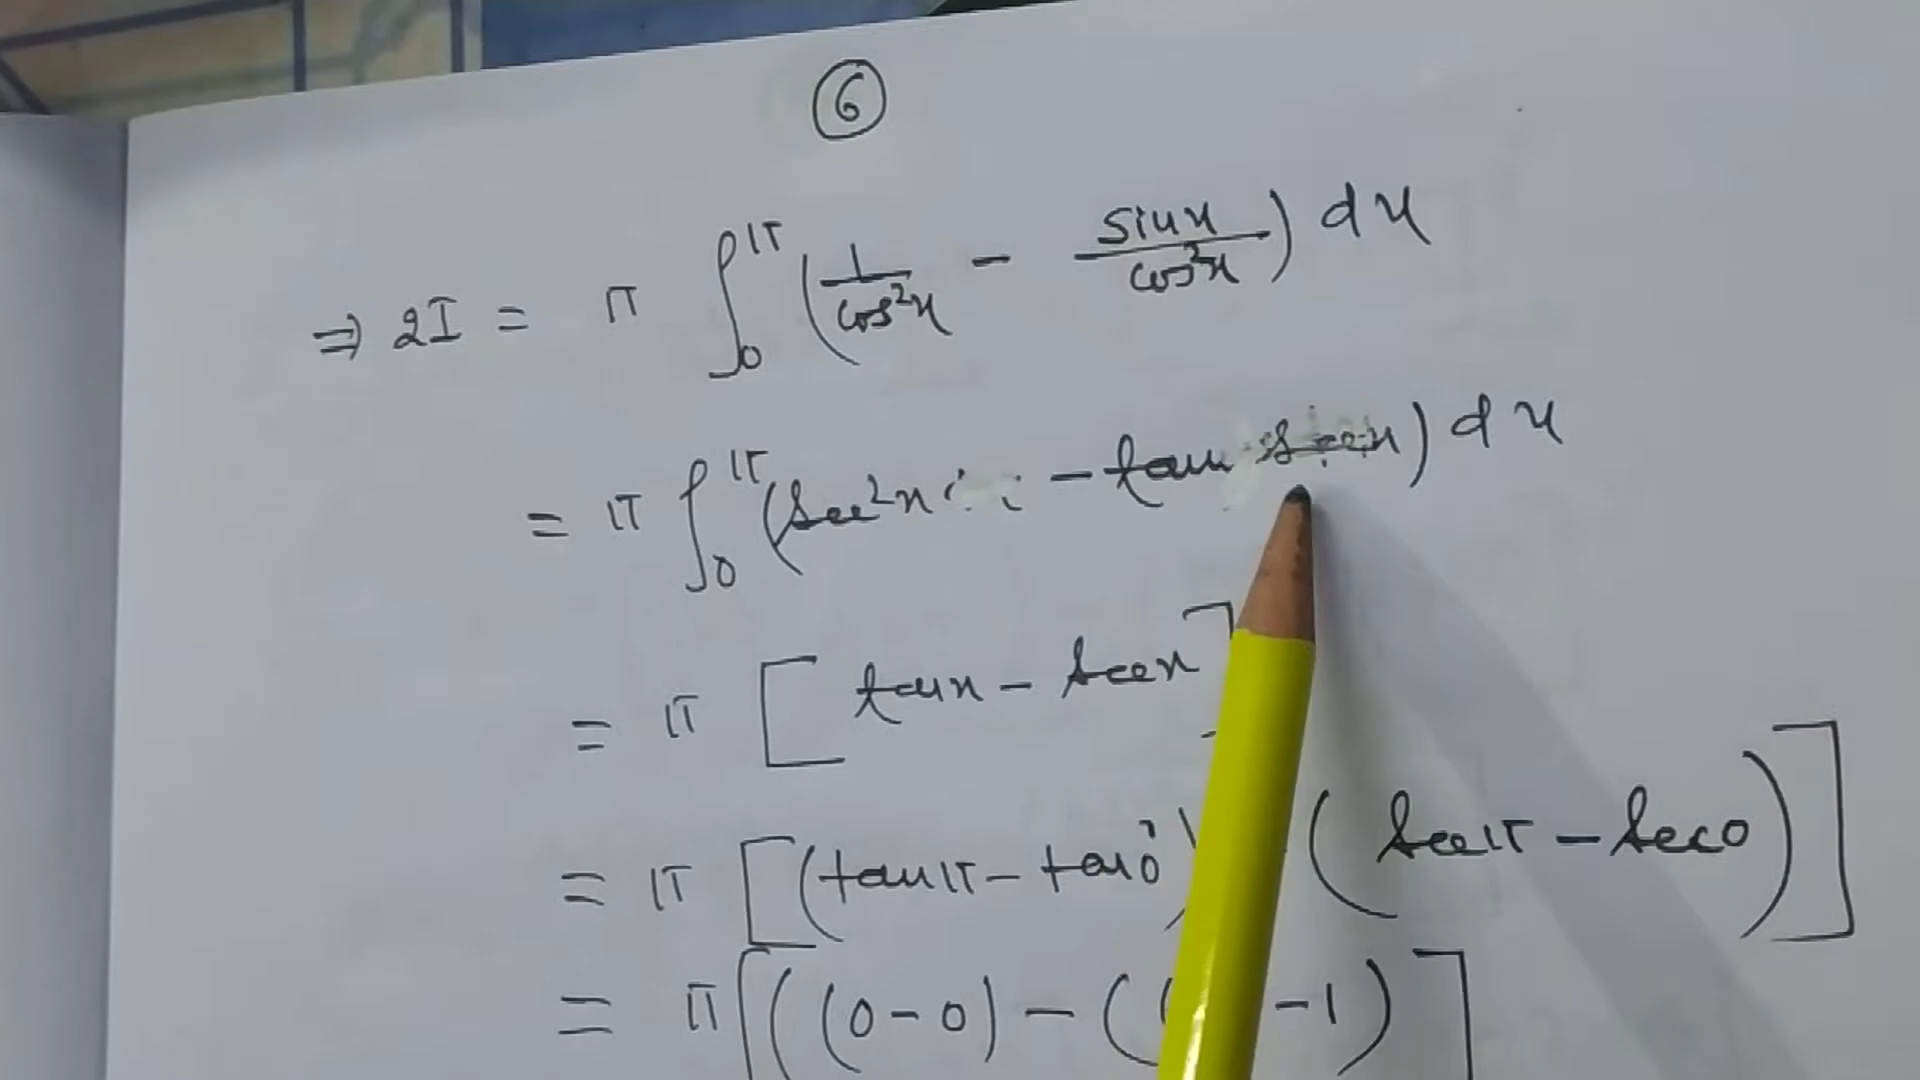 6
⇒ 2I = π ∫₀^π (1/cos²x − sinx/cos²x) dx
= π ∫₀^π (sec²x − tan secx) dx
= π [tanx − secx]
= π [(tanπ − tan0) (secπ − sec0)]
= π [((0 − 0) − ( − 1)]